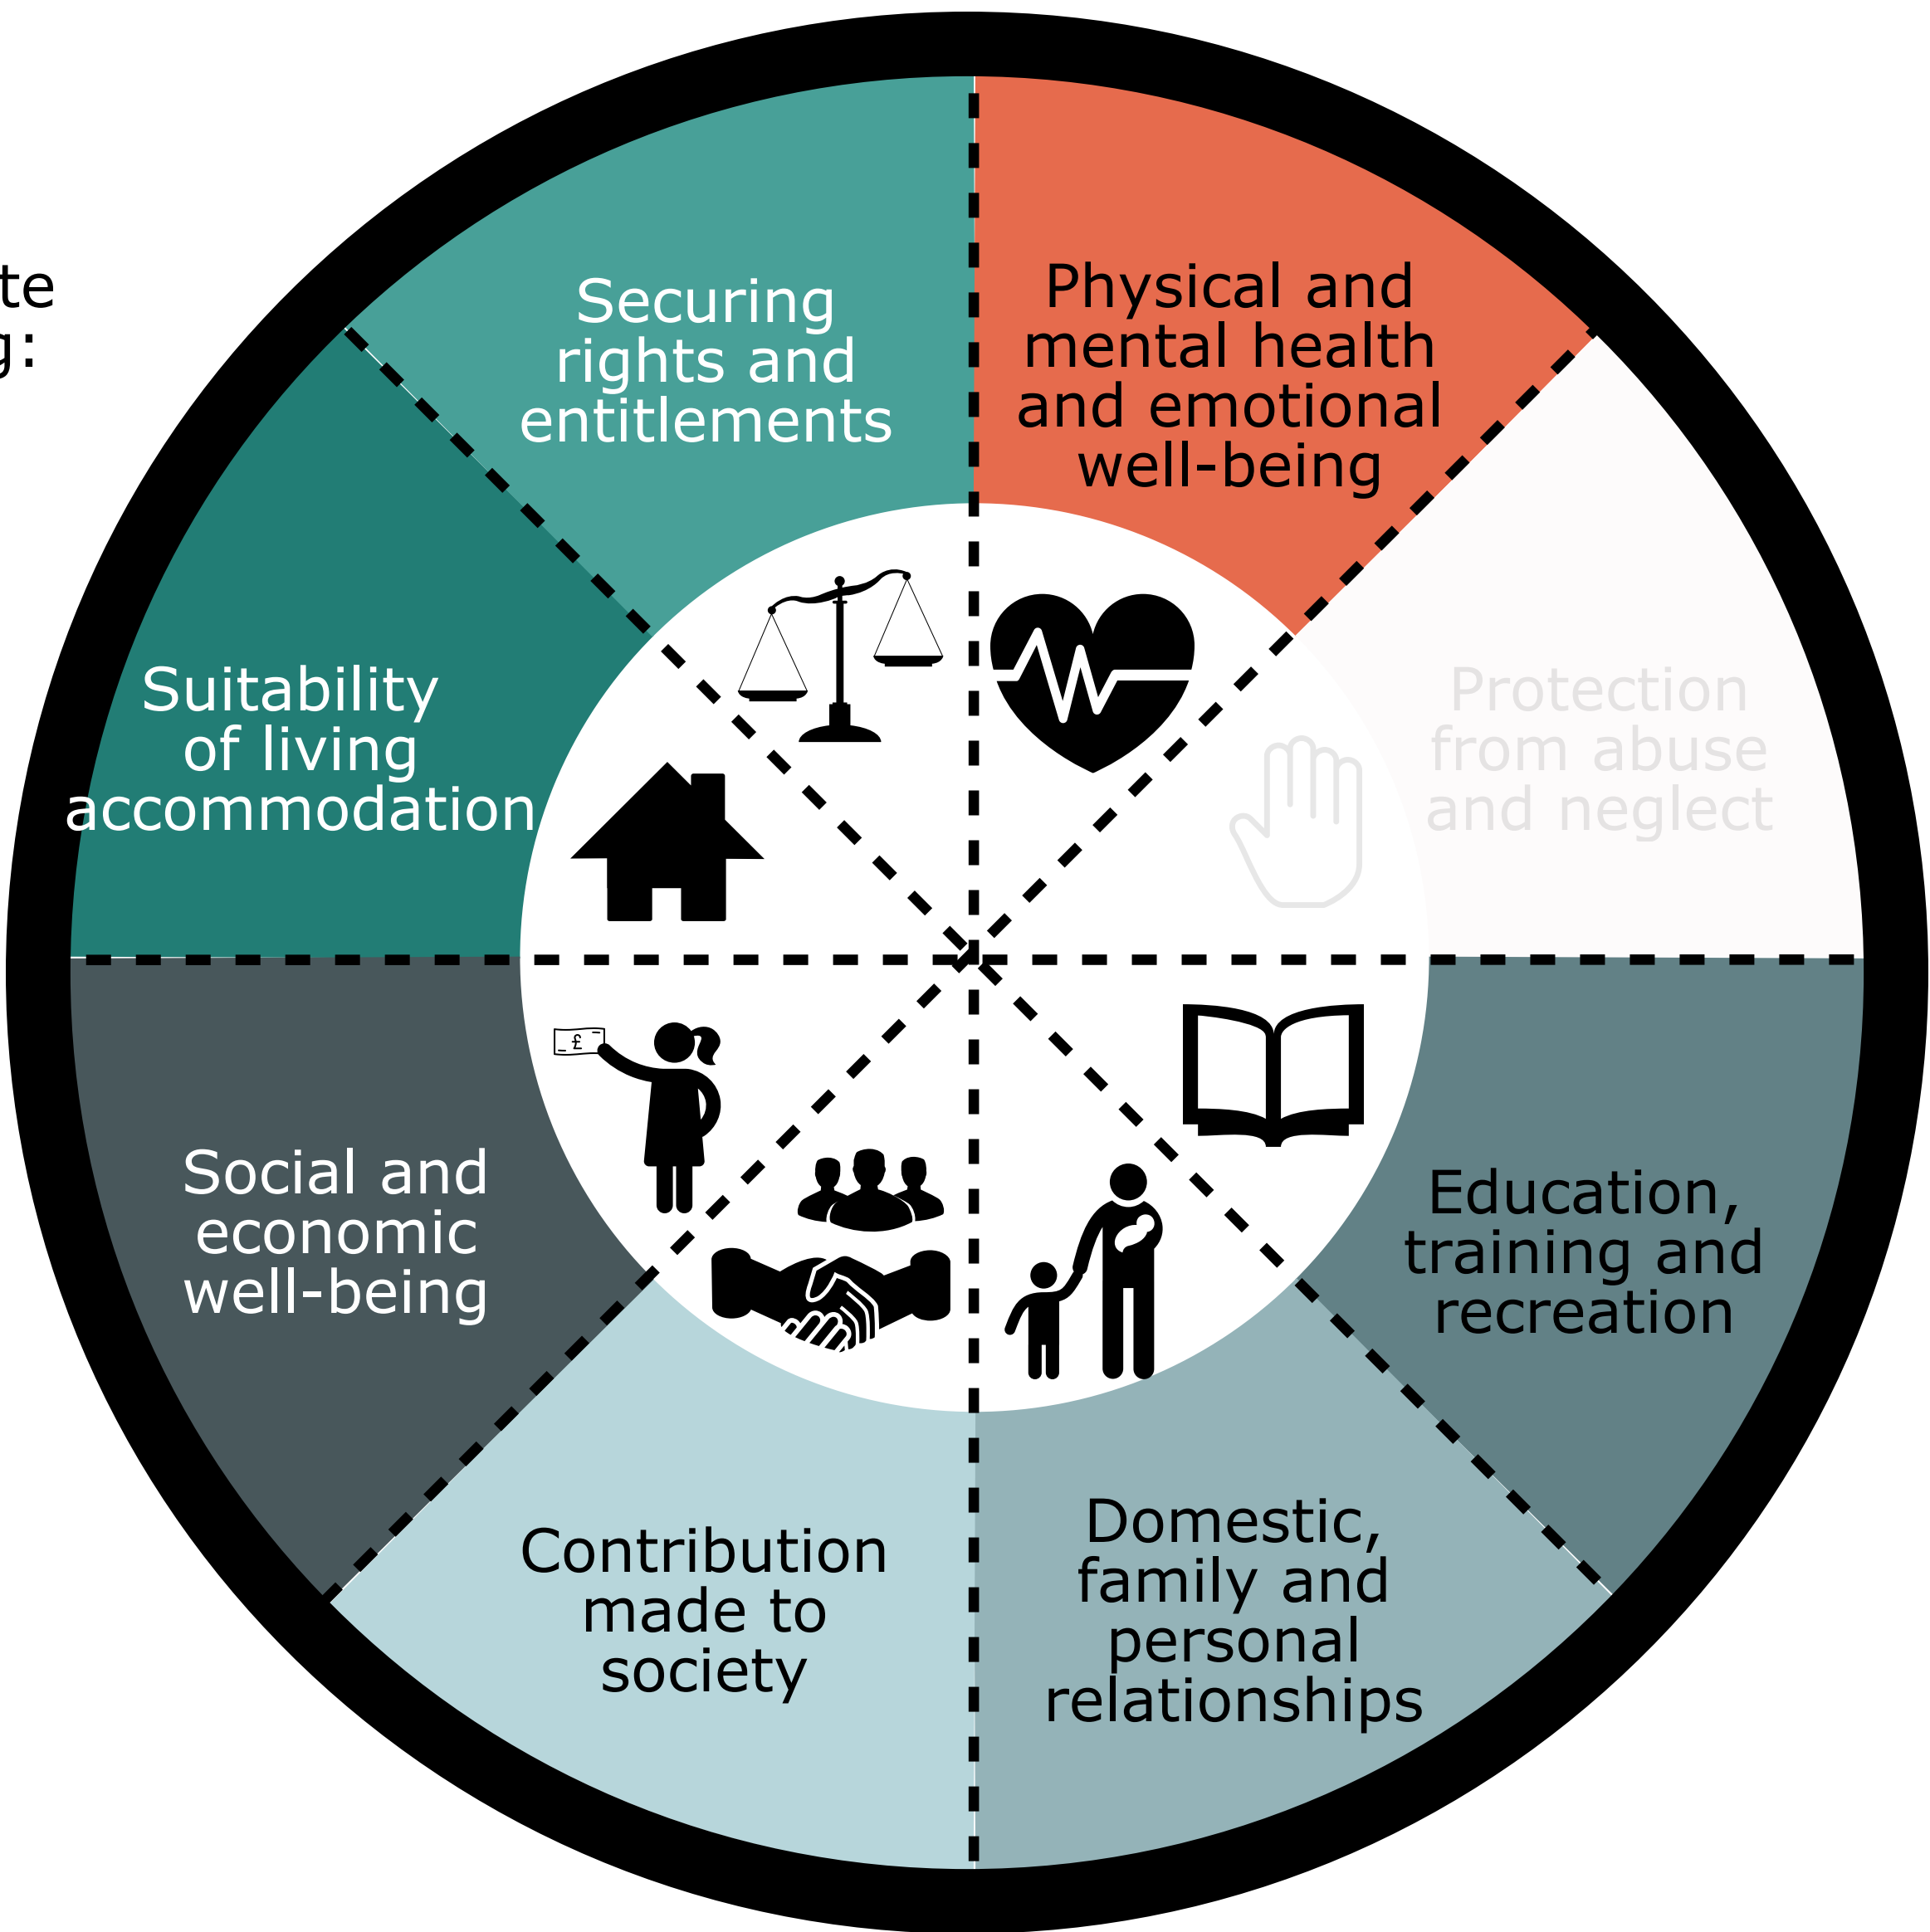 te
g:
Securing
rights and
entitlements
Physical and
mental health
and emotional
well-being
Protection
from abuse
and neglect
Education,
training and
recreation
Domestic,
family and
personal
relationships
Contribution
made to
society
Social and
economic
well-being
Suitability
of living
accommodation
£